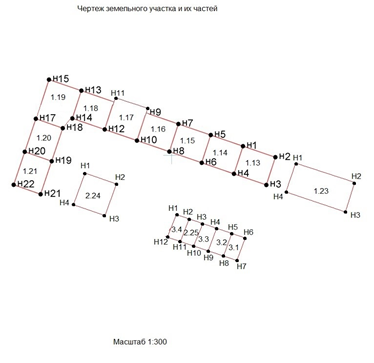 Чертеж земельного участка и их частей
Н15
Н13
1.19
Н11
1.18
Н9
Н17
Н14
1.17
Н7
Н18
Н12
1.16
Н5
1.20
Н10
1.15
Н1
Н20
Н8
1.14
Н2
Н19
Н6
1.13
Н1
1.21
Н1
Н4
Н2
Н22
Н2
Н3
1.23
Н21
2.24
Н4
Н4
Н3
Н3
Н1
Н2
Н3
Н4
3.4
2.25
Н5
Н6
Н12
3.3
3.2
3.1
Н11
Н10
Н9
Н8
Н7
Масштаб 1:300